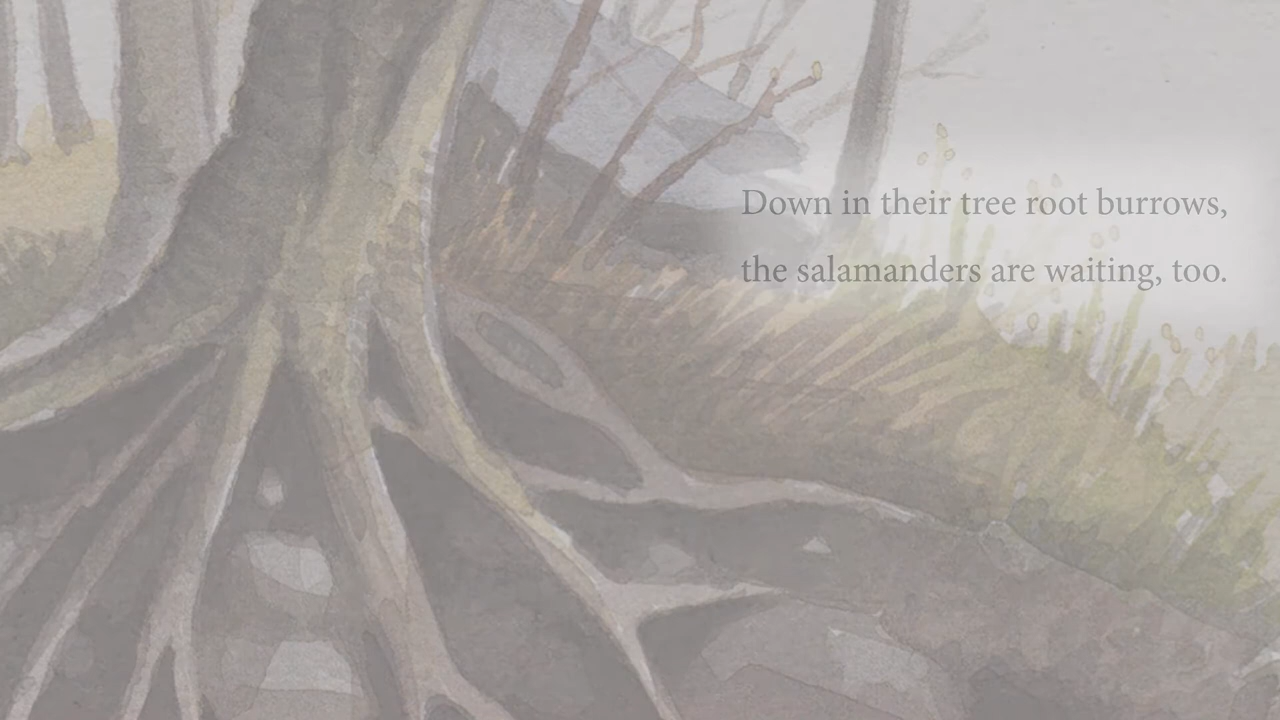 Down in their tree root burrows,
the salamanders are waiting, too.